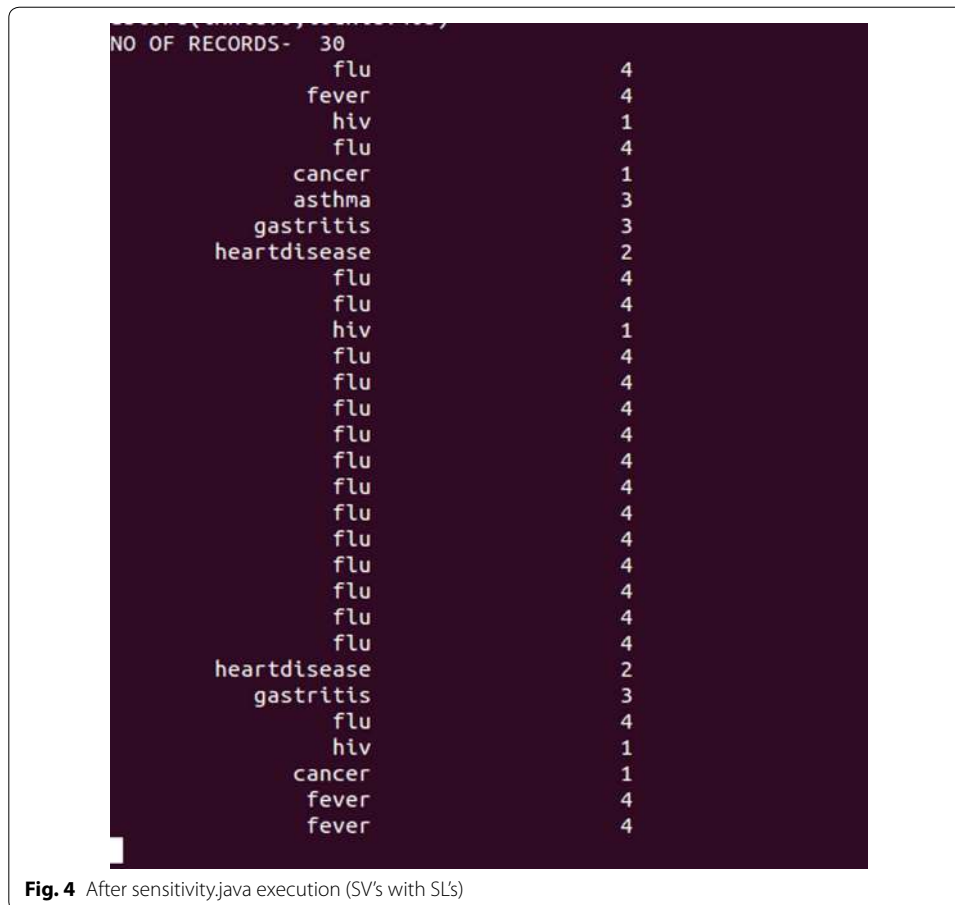 NO OF RECORDS- 30
flu 4
fever 4
hiv 1
flu 4
cancer 1
asthma 3
gastritis 3
heartdisease 2
flu 4
flu 4
hiv 1
flu 4
flu 4
flu 4
flu 4
flu 4
flu 4
flu 4
flu 4
flu 4
flu 4
flu 4
flu 4
heartdisease 2
gastritis 3
flu 4
hiv 1
cancer 1
fever 4
fever 4
Fig. 4 After sensitivity.java execution (SV's with SL's)